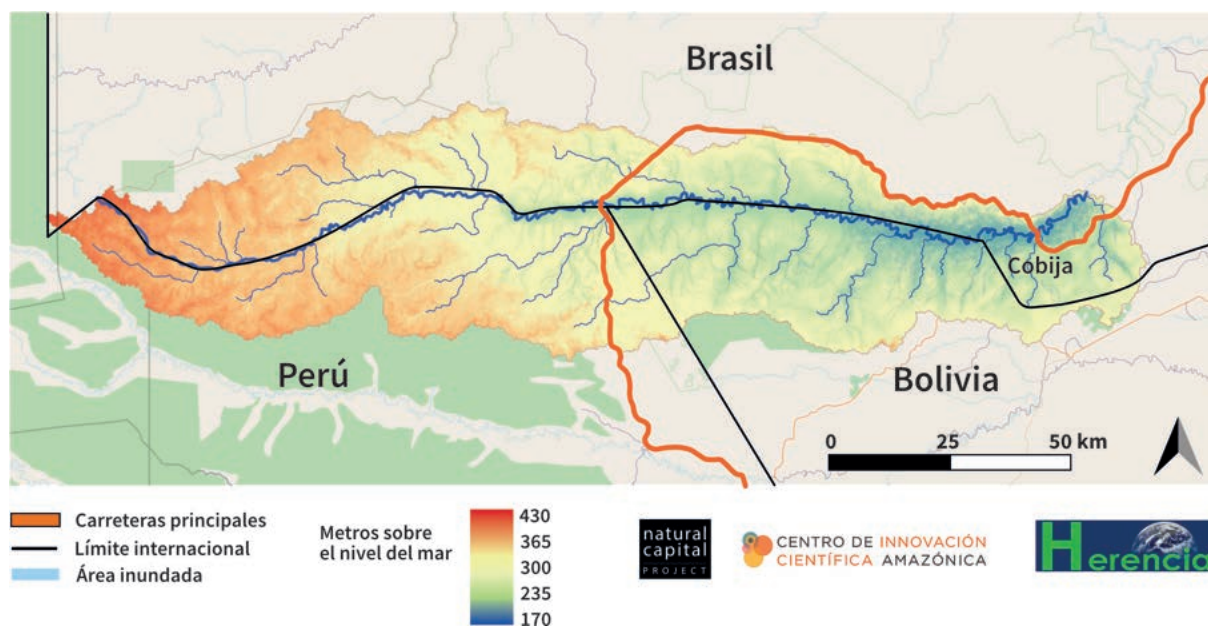 Brasil
Cobija
Perú
Bolivia
0 25 50 km
Carreteras principales
Límite internacional
Área inundada
Metros sobre
el nivel del mar
430
365
300
235
170
natural
capital
PROJECT
CENTRO DE INNOVACIÓN
CIENTÍFICA AMAZÓNICA
Herencia